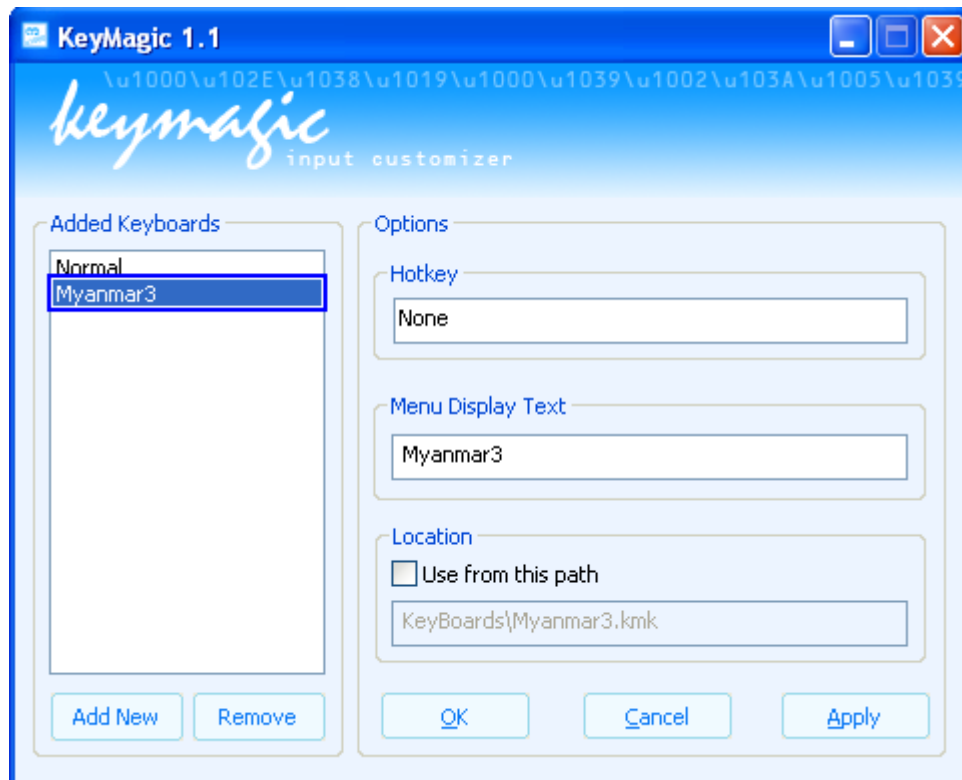 KeyMagic 1.1
\u1000\u102E\u1038\u1019\u1000\u1039\u1002\u103A\u1005\u1039
keymagic
input customizer
Added Keyboards
Normal
Myanmar3
Add New
Remove
Options
Hotkey
None
Menu Display Text
Myanmar3
Location
Use from this path
KeyBoards\Myanmar3.kmk
OK
Cancel
Apply